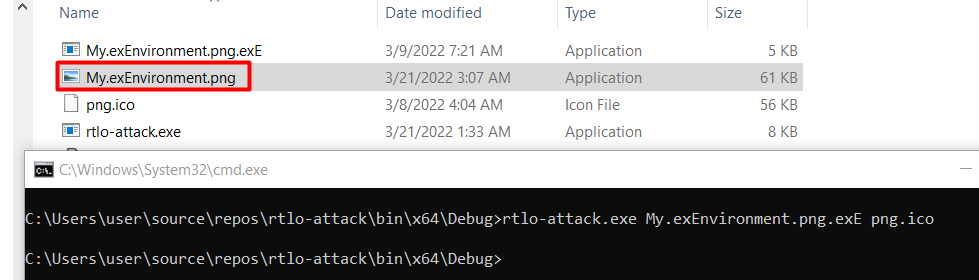 Name Date modified Type Size
My.exEnvironment.png.exE 3/9/2022 7:21 AM Application 5 KB
My.exEnvironment.png 3/21/2022 3:07 AM Application 61 KB
png.ico 3/8/2022 4:04 AM Icon File 56 KB
rtlo-attack.exe 3/21/2022 1:33 AM Application 8 KB
C:\Windows\System32\cmd.exe
C:\Users\user\source\repos\rtlo-attack\bin\x64\Debug>rtlo-attack.exe My.exEnvironment.png.exE png.ico
C:\Users\user\source\repos\rtlo-attack\bin\x64\Debug>